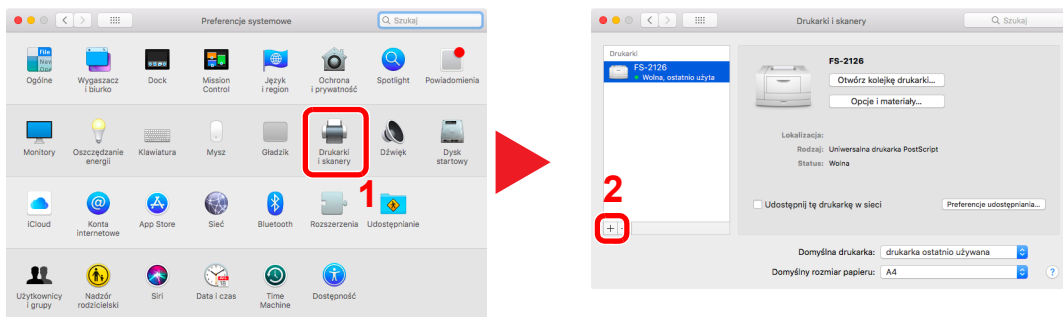 Preferencje systemowe
Szukaj
File
Ogólne
Wygaszacz
i biurko
Dock
Mission
Control
Język
i region
Ochrona
i prywatność
Spotlight
Powiadomienia
Monitory
Oszczędzanie
energii
Klawiatura
Mysz
Gładzik
Drukarki
i skanery
Dźwięk
Dysk
startowy
1
iCloud
Konta
internetowe
App Store
Sieć
Bluetooth
Rozszerzenia
Udostępnianie
Użytkownicy
i grupy
Nadzór
rodzicielski
Siri
Data i czas
Time
Machine
Dostępność
Drukarki i skanery
Szukaj
Drukarki
FS-2126
Wolna, ostatnio użyta
2
+ -
FS-2126
Otwórz kolejkę drukarki...
Opcje i materiały...
Lokalizacja:
Rodzaj: Uniwersalna drukarka PostScript
Status: Wolna
Udostępnij tę drukarkę w sieci
Preferencje udostępniania...
Domyślna drukarka: drukarka ostatnio używana
Domyślny rozmiar papieru: A4
?